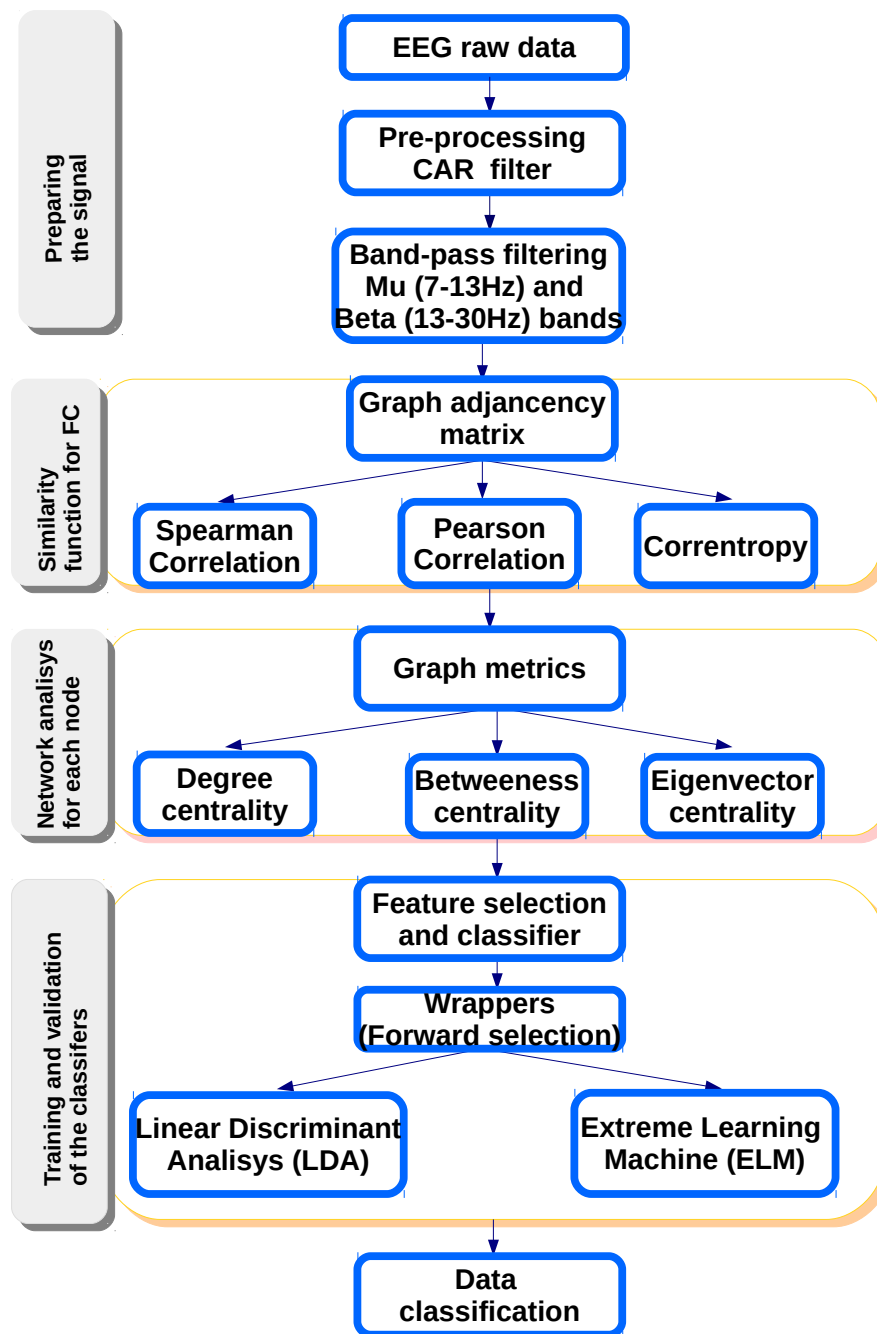 EEG raw data
Pre-processing
CAR filter
Preparing
the signal
Band-pass filtering
Mu (7-13Hz) and
Beta (13-30Hz) bands
Similarity
function for FC
Graph adjancency
matrix
Spearman
Correlation
Pearson
Correlation
Correntropy
Network analisys
for each node
Graph metrics
Degree
centrality
Betweeness
centrality
Eigenvector
centrality
Training and validation
of the classifers
Feature selection
and classifier
Wrappers
(Forward selection)
Linear Discriminant
Analisys (LDA)
Extreme Learning
Machine (ELM)
Data
classification